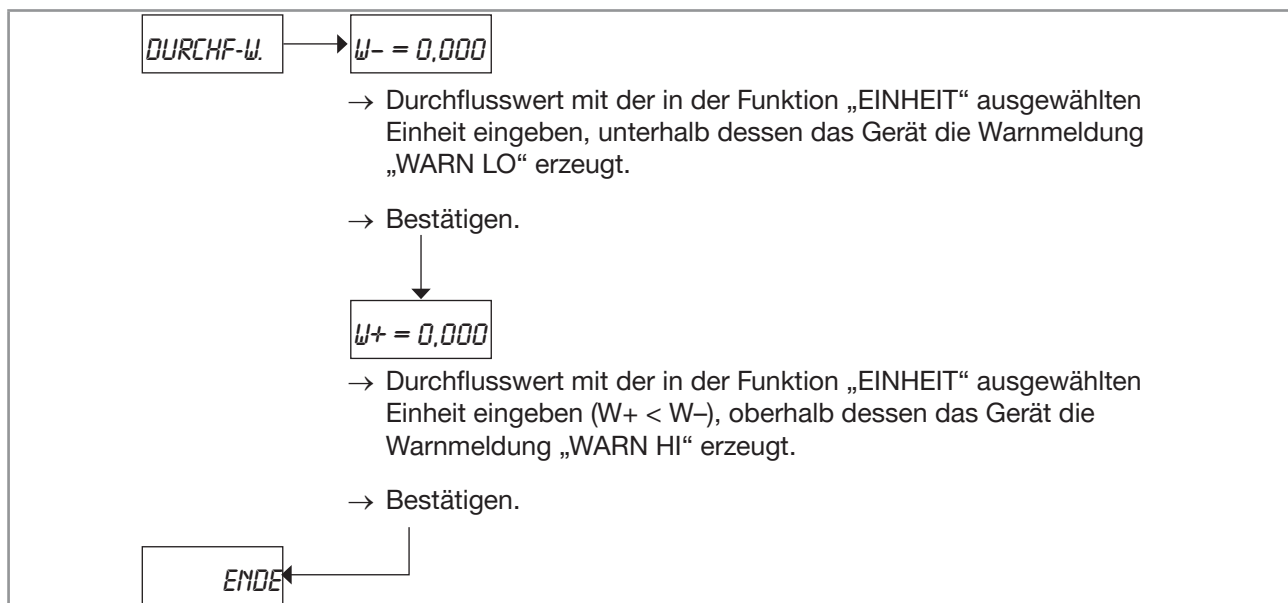 DURCHF-W.
W- = 0,000
→ Durchflusswert mit der in der Funktion „EINHEIT“ ausgewählten
Einheit eingeben, unterhalb dessen das Gerät die Warnmeldung
„WARN LO“ erzeugt.
→ Bestätigen.
W+ = 0,000
→ Durchflusswert mit der in der Funktion „EINHEIT“ ausgewählten
Einheit eingeben (W+ < W–), oberhalb dessen das Gerät die
Warnmeldung „WARN HI“ erzeugt.
→ Bestätigen.
ENDE